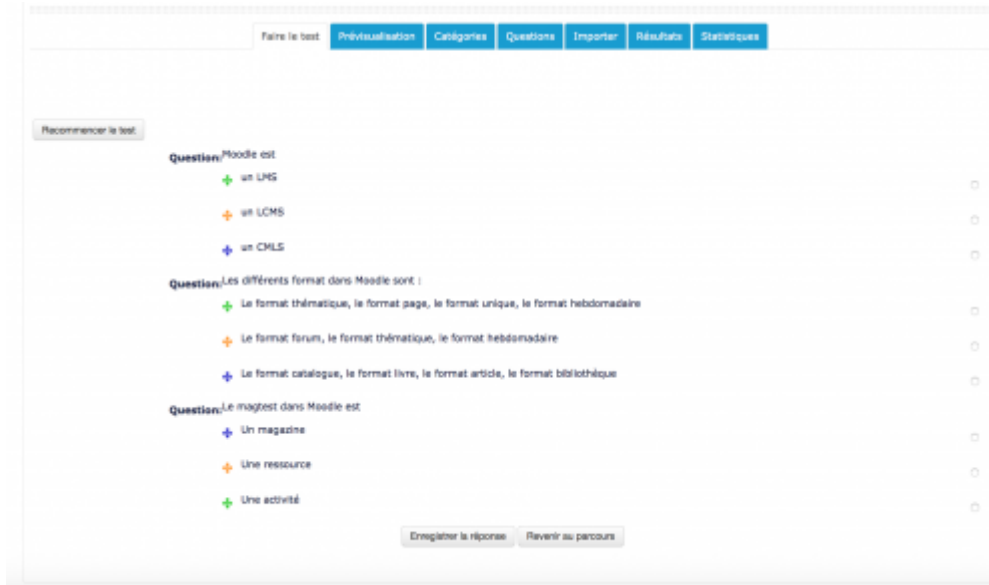 Faire le test Prévisualisation Catégories Questions Importer Résultats Statistiques
Recommencer le test
Question: Moodle est
un LMS
un LCMS
un CMLS
Question: Les différents format dans Moodle sont :
Le format thématique, le format page, le format unique, le format hebdomadaire
Le format forum, le format thématique, le format hebdomadaire
Le format catalogue, le format livre, le format article, le format bibliothèque
Question: Le magtest dans Moodle est
Un magazine
Une ressource
Une activité
Enregistrer la réponse Revenir au parcours